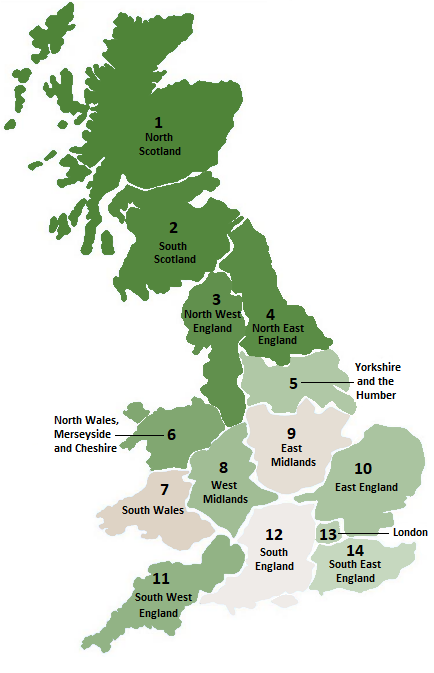 1
North
Scotland
2
South
Scotland
3
North West
England
4
North East
England
5
Yorkshire
and the
Humber
North Wales,
Merseyside
and Cheshire
6
7
South Wales
8
West
Midlands
9
East
Midlands
10
East England
11
South West
England
12
South
England
13
London
14
South East
England